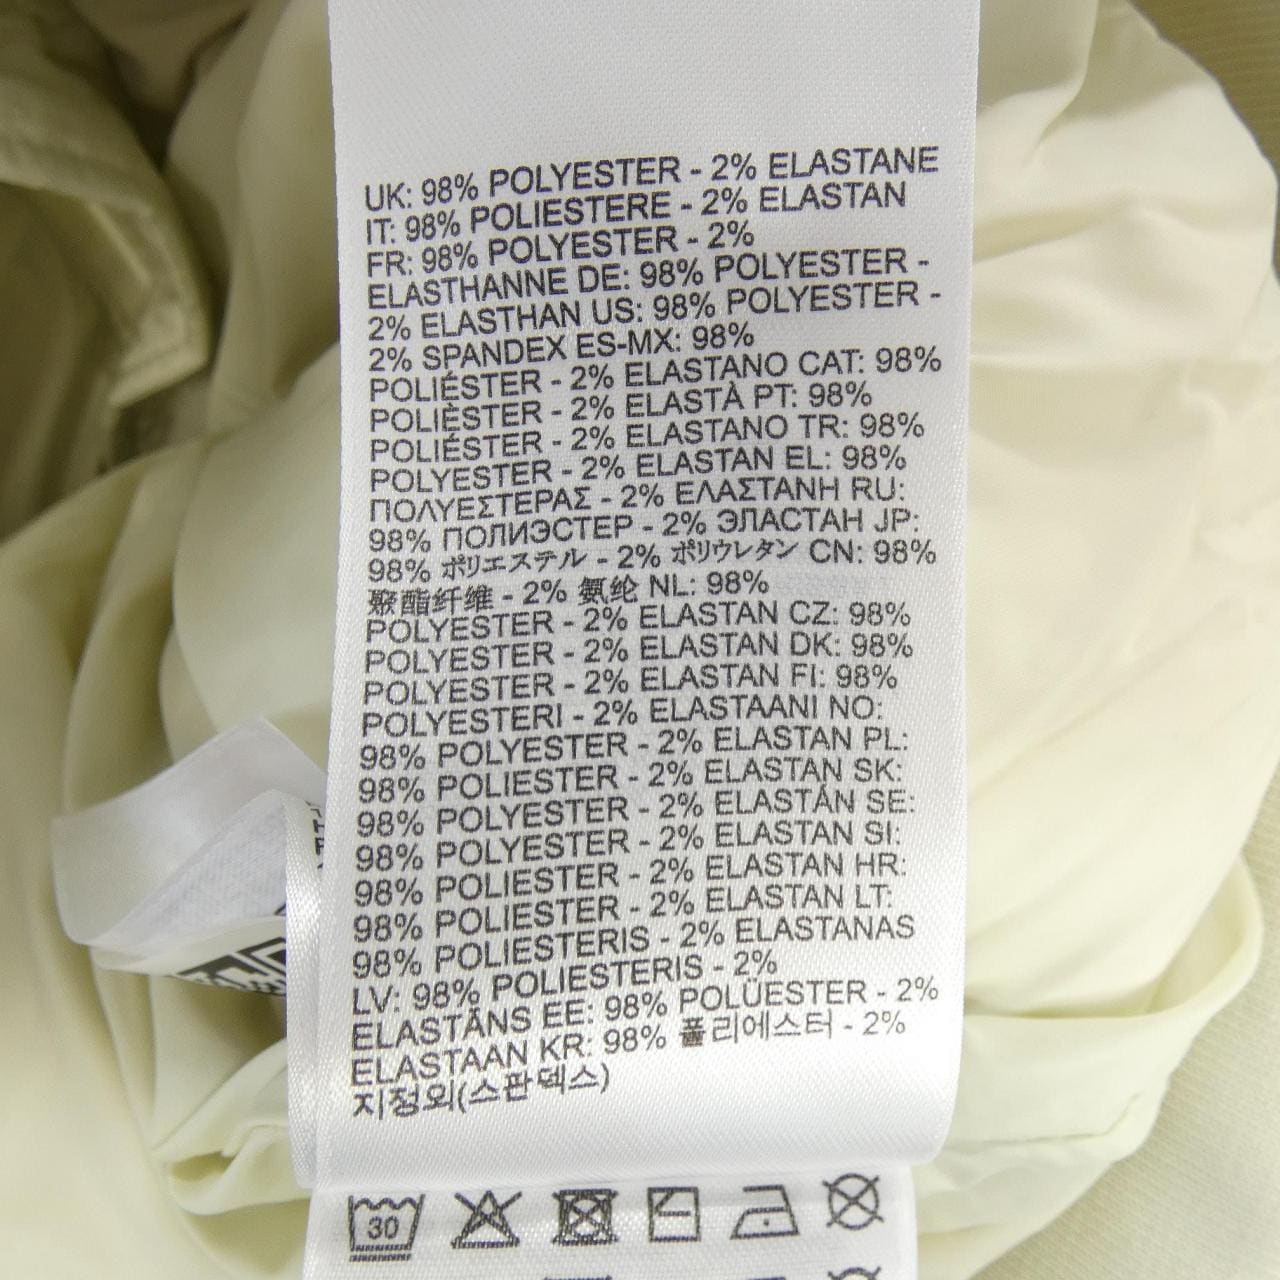 UK: 98% POLYESTER - 2% ELASTANE
IT: 98% POLIESTERE - 2% ELASTAN
FR: 98% POLYESTER - 2%
ELASTHANNE DE: 98% POLYESTER -
2% ELASTHAN US: 98% POLYESTER -
2% SPANDEX ES-MX: 98%
POLIÉSTER - 2% ELASTANO CAT: 98%
POLIÈSTER - 2% ELASTÀ PT: 98%
POLIÉSTER - 2% ELASTANO TR: 98%
POLYESTER - 2% ELASTAN EL: 98%
ΠΟΛΥΕΣΤΕΡΑΣ - 2% ΕΛΑΣΤΑΝΗ RU:
98% ПОЛИЭСТЕР - 2% ЭЛАСТАН JP:
98% ポリエステル - 2% ポリウレタン CN: 98%
聚酯纤维 - 2% 氨纶 NL: 98%
POLYESTER - 2% ELASTAN CZ: 98%
POLYESTER - 2% ELASTAN DK: 98%
POLYESTER - 2% ELASTAN FI: 98%
POLYESTERI - 2% ELASTAANI NO:
98% POLYESTER - 2% ELASTAN PL:
98% POLIESTER - 2% ELASTAN SK:
98% POLYESTER - 2% ELASTÁN SE:
98% POLYESTER - 2% ELASTAN SI:
98% POLIESTER - 2% ELASTAN HR:
98% POLIESTER - 2% ELASTAN LT:
98% POLIESTERIS - 2% ELASTANAS
LV: 98% POLIESTERIS - 2%
ELASTĀNS EE: 98% POLÜESTER - 2%
ELASTAAN KR: 98% 폴리에스터 - 2%
지정외(스판덱스)
30